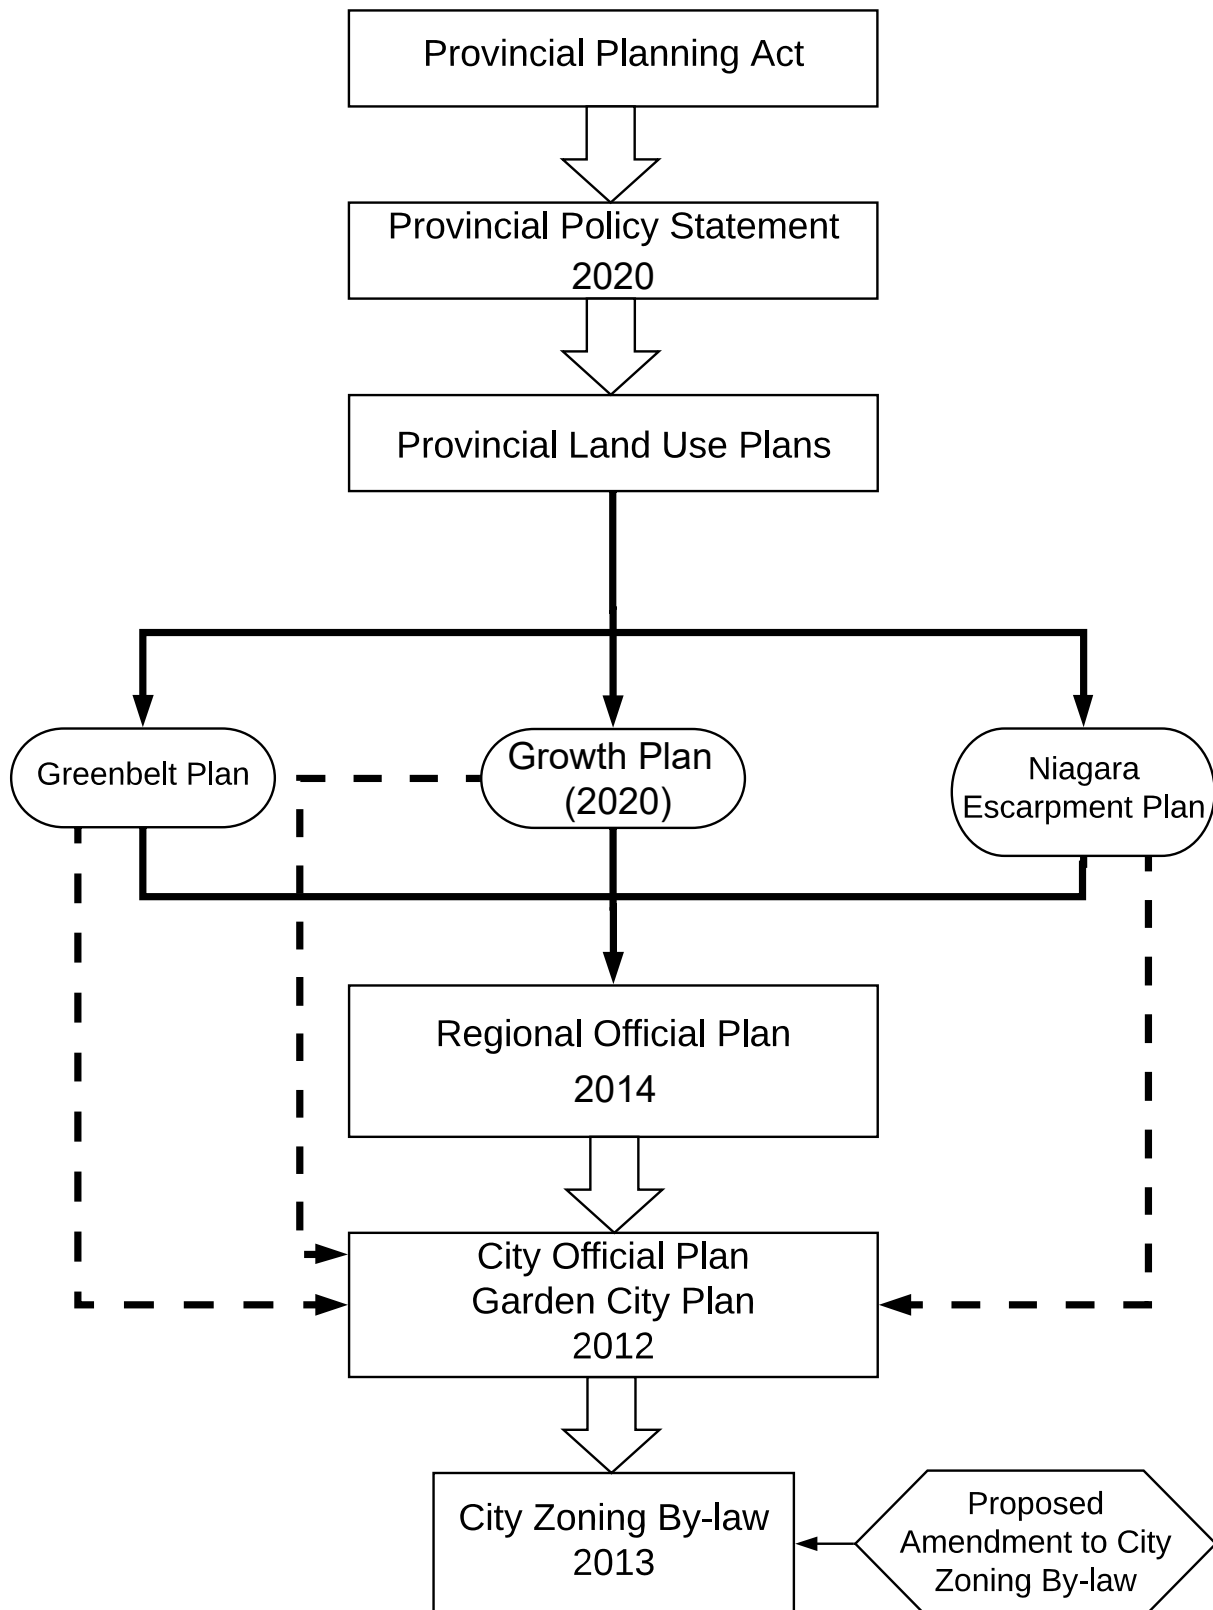 Provincial Planning Act
Provincial Policy Statement
2020
Provincial Land Use Plans
Greenbelt Plan
Growth Plan
(2020)
Niagara
Escarpment Plan
Regional Official Plan
2014
City Official Plan
Garden City Plan
2012
City Zoning By-law
2013
Proposed
Amendment to City
Zoning By-law